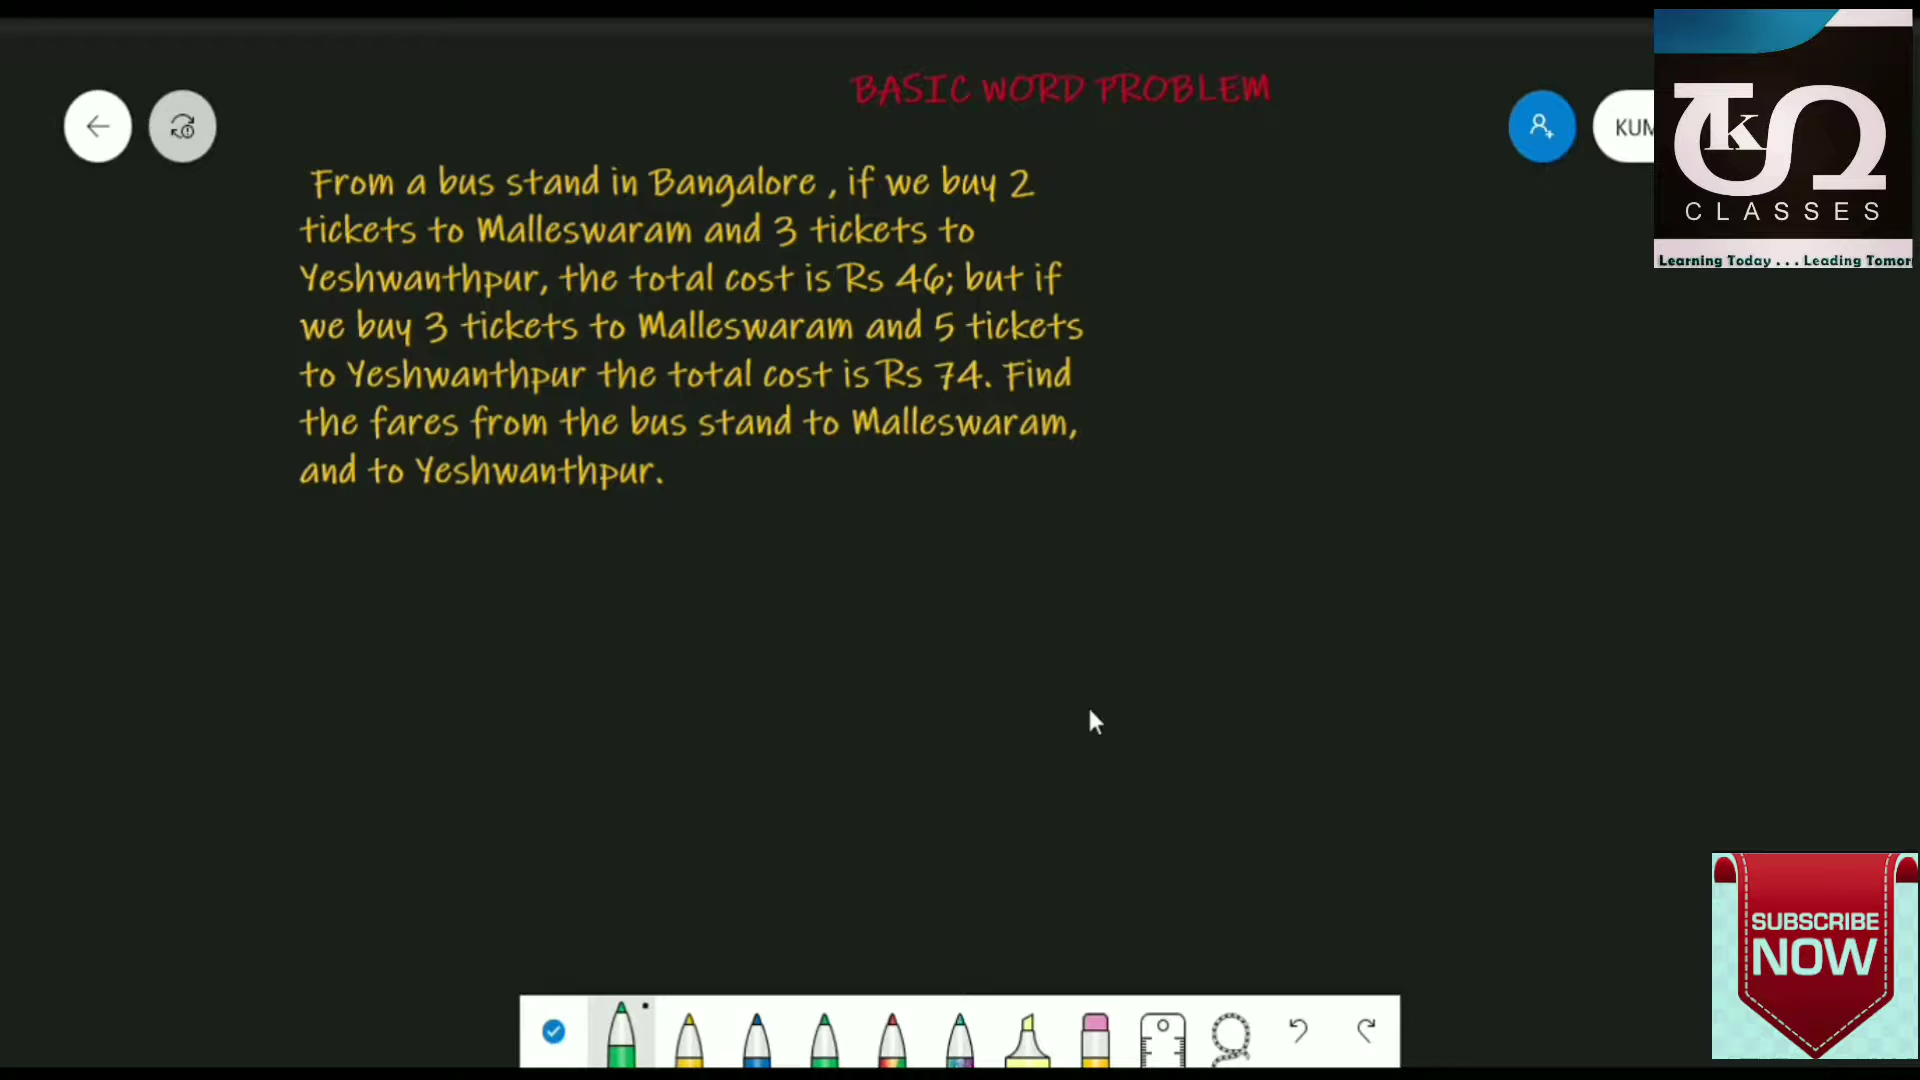 BASIC WORD PROBLEM
KUM
From a bus stand in Bangalore , if we buy 2
tickets to Malleswaram and 3 tickets to
Yeshwanthpur, the total cost is Rs 46; but if
we buy 3 tickets to Malleswaram and 5 tickets
to Yeshwanthpur the total cost is Rs 74. Find
the fares from the bus stand to Malleswaram,
and to Yeshwanthpur.
k
CLASSES
Learning Today . . . Leading Tomor
SUBSCRIBE
NOW